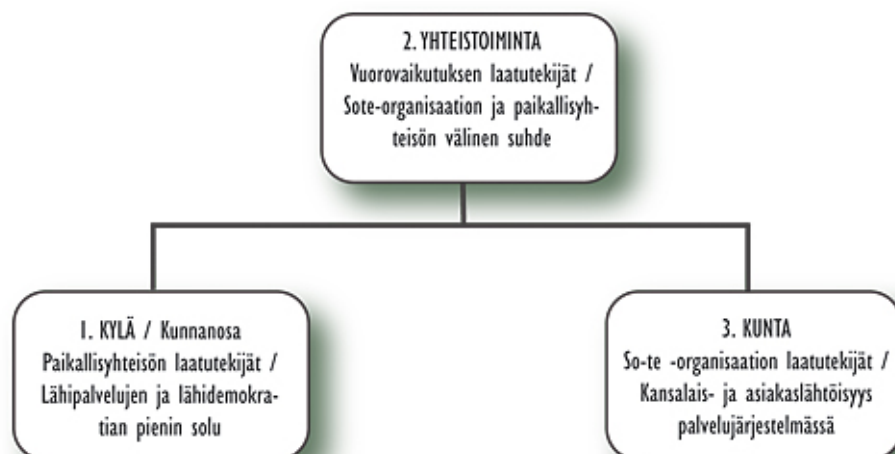 2. YHTEISTOIMINTA
Vuorovaikutuksen laatutekijät /
Sote-organisaation ja paikallisyh-
teisön välinen suhde
1. KYLÄ / Kunnanosa
Paikallisyhteisön laatutekijät /
Lähipalvelujen ja lähidemokra-
tian pienin solu
3. KUNTA
So-te -organisaation laatutekijät /
Kansalais- ja asiakaslähtöisyys
palvelujärjestelmässä